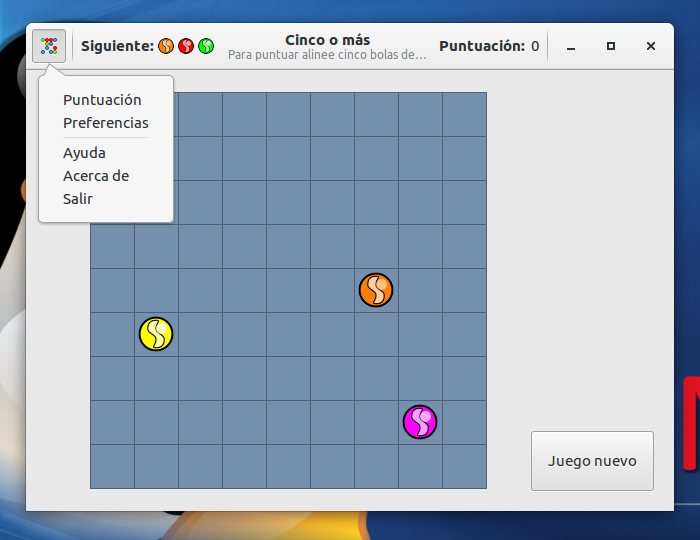 Siguiente:
Cinco o más
Para puntuar alinee cinco bolas de…
Puntuación: 0
Puntuación
Preferencias
Ayuda
Acerca de
Salir
Juego nuevo